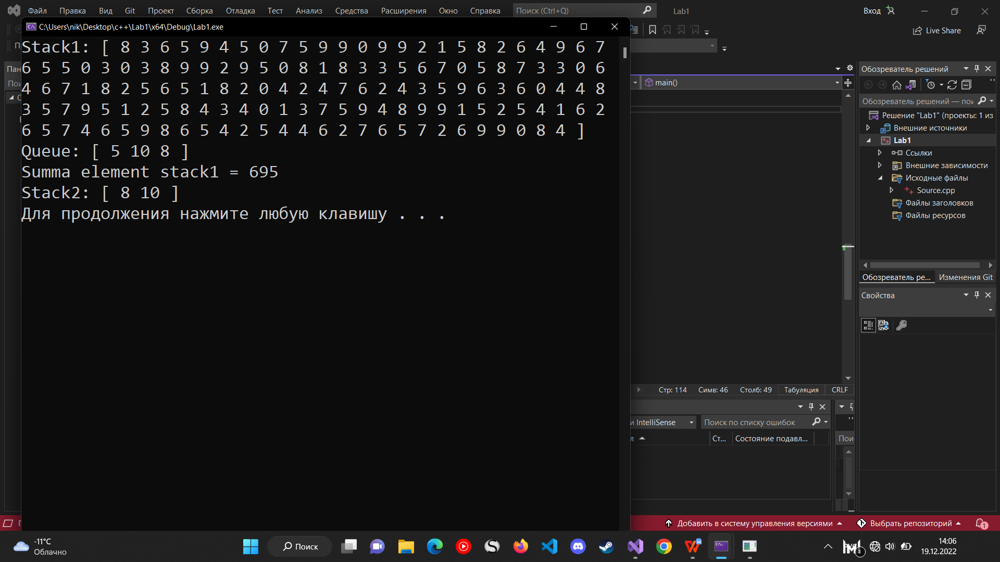 Файл Правка Вид Git Проект Сборка Отладка Тест Анализ Средства Расширения Окно Справка Поиск (Ctrl+Q) Lab1 Вход
C:\Users\nik\Desktop\c++\Lab1\x64\Debug\Lab1.exe
Live Share
Stack1: [ 8 3 6 5 9 4 5 0 7 5 9 9 0 9 9 2 1 5 8 2 6 4 9 6 7
6 5 5 0 3 0 3 8 9 9 2 9 5 0 8 1 8 3 3 5 6 7 0 5 8 7 3 3 0 6
4 6 7 1 8 2 5 6 5 1 8 2 0 4 2 4 7 6 2 4 3 5 9 6 3 6 0 4 4 8
3 5 7 9 5 1 2 5 8 4 3 4 0 1 3 7 5 9 4 8 9 9 1 5 2 5 4 1 6 2
6 5 7 4 6 5 9 8 6 5 4 2 5 4 4 6 2 7 6 5 7 2 6 9 9 0 8 4 ]
Queue: [ 5 10 8 ]
Summa element stack1 = 695
Stack2: [ 8 10 ]
Для продолжения нажмите любую клавишу . . .
main()
Обозреватель решений
Обозреватель решений — пои
Решение "Lab1" (проекты: 1 из
Внешние источники
Lab1
Ссылки
Внешние зависимости
Исходные файлы
Source.cpp
Файлы заголовков
Файлы ресурсов
Обозреватель ре... Изменения Git
Свойства
Стр: 114 Симв: 46 Столб: 49 Табуляция CRLF
и IntelliSense Поиск по списку ошибок
Ст... Состояние подавл... Пои
Добавить в систему управления версиями Выбрать репозиторий 1
-11°C
Облачно
Поиск
14:06
19.12.2022